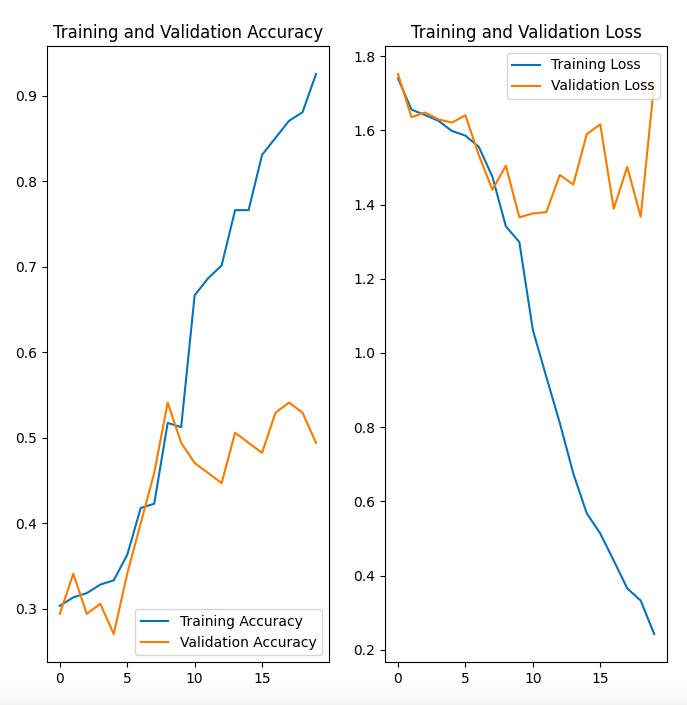 Training and Validation Accuracy
0.9
0.8
0.7
0.6
0.5
0.4
0.3
0 5 10 15
Training Accuracy
Validation Accuracy
Training and Validation Loss
1.8
1.6
1.4
1.2
1.0
0.8
0.6
0.4
0.2
0 5 10 15
Training Loss
Validation Loss